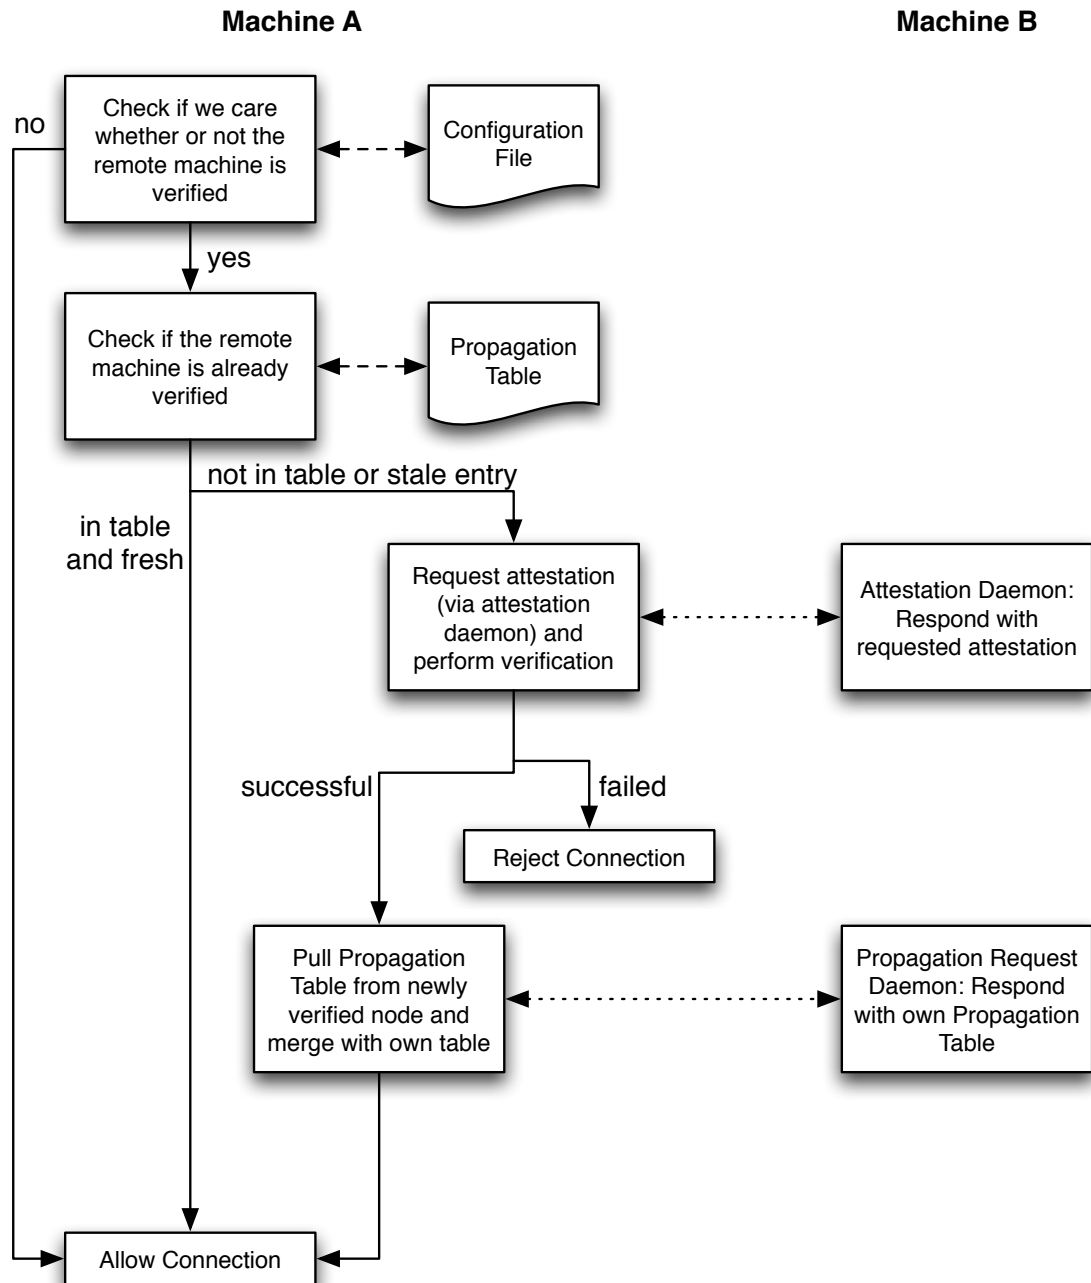 Machine A
Machine B
Check if we care
whether or not the
remote machine is
verified
no
Configuration
File
yes
Check if the remote
machine is already
verified
Propagation
Table
not in table or stale entry
in table
and fresh
Request attestation
(via attestation
daemon) and
perform verification
Attestation Daemon:
Respond with
requested attestation
successful
failed
Reject Connection
Pull Propagation
Table from newly
verified node and
merge with own table
Propagation Request
Daemon: Respond
with own Propagation
Table
Allow Connection